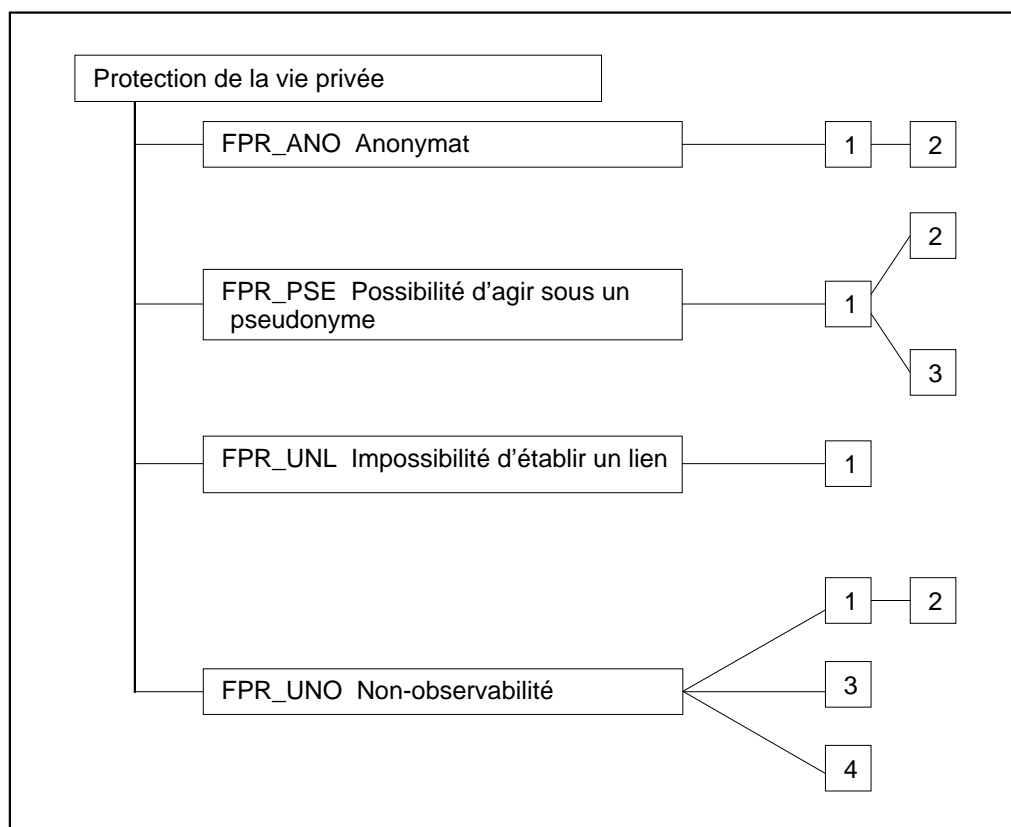 Protection de la vie privée
FPR_ANO Anonymat 1 2
2
FPR_PSE Possibilité d'agir sous un
pseudonyme
1
3
FPR_UNL Impossibilité d'établir un lien 1
1 2
FPR_UNO Non-observabilité 3
4